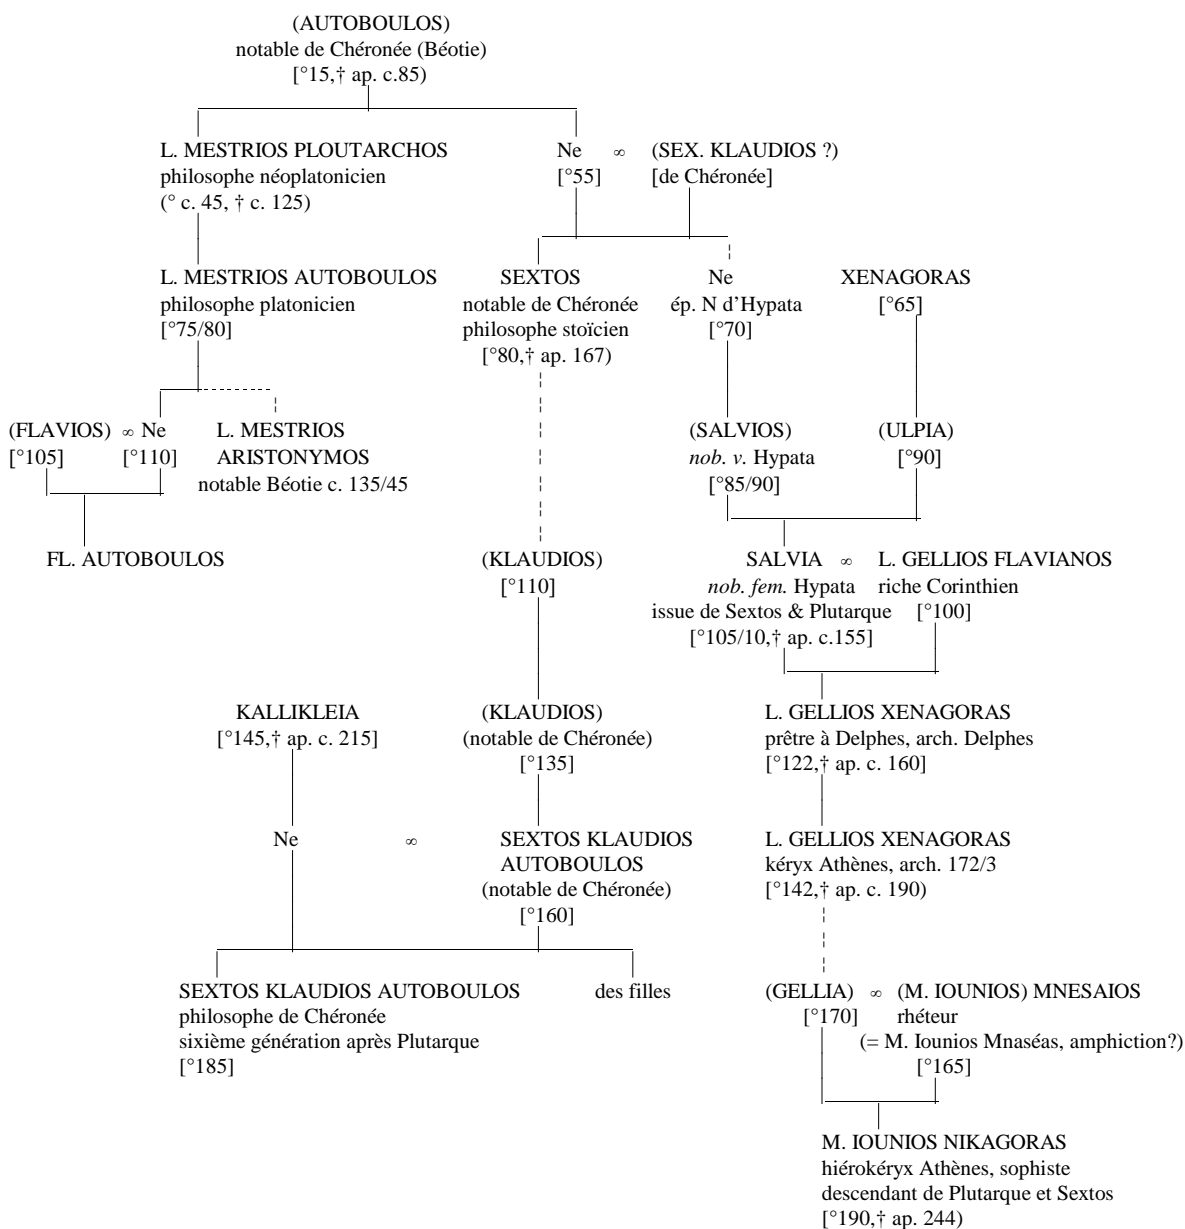 (AUTOBOULOS)
notable de Chéronée (Béotie)
[°15,† ap. c.85)
L. MESTRIOS PLOUTARCHOS
philosophe néoplatonicien
(° c. 45, † c. 125)
Ne ∞ (SEX. KLAUDIOS ?)
[°55] [de Chéronée]
L. MESTRIOS AUTOBOULOS
philosophe platonicien
[°75/80]
SEXTOS
notable de Chéronée
philosophe stoïcien
[°80,† ap. 167)
Ne
ép. N d’Hypata
[°70]
XENAGORAS
[°65]
(FLAVIOS) ∞ Ne
[°105] [°110]
L. MESTRIOS
ARISTONYMOS
notable Béotie c. 135/45
(SALVIOS)
nob. v. Hypata
[°85/90]
(ULPIA)
[°90]
FL. AUTOBOULOS
(KLAUDIOS)
[°110]
SALVIA ∞ L. GELLIOS FLAVIANOS
nob. fem. Hypata riche Corinthien
issue de Sextos & Plutarque [°100]
[°105/10,† ap. c.155]
KALLIKLEIA
[°145,† ap. c. 215]
(KLAUDIOS)
(notable de Chéronée)
[°135]
L. GELLIOS XENAGORAS
prêtre à Delphes, arch. Delphes
[°122,† ap. c. 160]
Ne ∞ SEXTOS KLAUDIOS
AUTOBOULOS
(notable de Chéronée)
[°160]
L. GELLIOS XENAGORAS
kéryx Athènes, arch. 172/3
[°142,† ap. c. 190)
SEXTOS KLAUDIOS AUTOBOULOS
philosophe de Chéronée
sixième génération après Plutarque
[°185]
des filles
(GELLIA) ∞ (M. IOUNIOS) MNESAIOS
[°170] rhéteur
(= M. Iounios Mnaséas, amphiction?)
[°165]
M. IOUNIOS NIKAGORAS
hiérokéryx Athènes, sophiste
descendant de Plutarque et Sextos
[°190,† ap. 244)